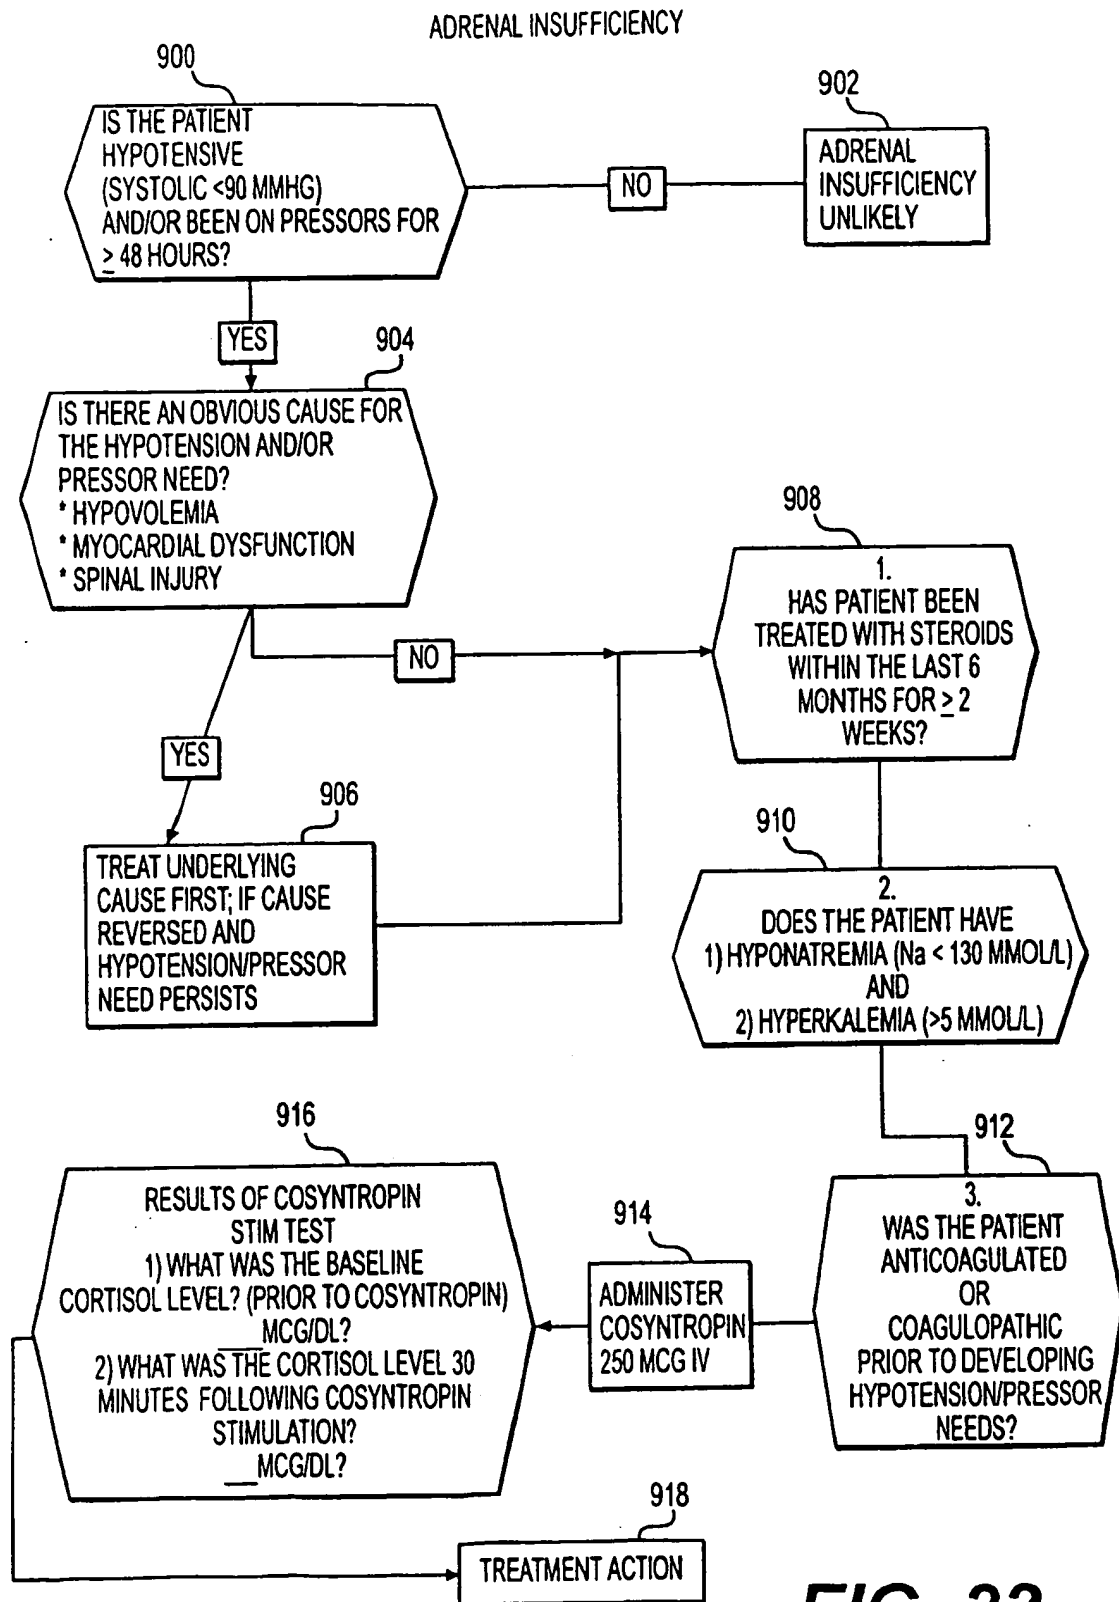 ADRENAL INSUFFICIENCY
900
IS THE PATIENT
HYPOTENSIVE
(SYSTOLIC <90 MMHG)
AND/OR BEEN ON PRESSORS FOR
≥ 48 HOURS?
NO
902
ADRENAL
INSUFFICIENCY
UNLIKELY
YES
904
IS THERE AN OBVIOUS CAUSE FOR
THE HYPOTENSION AND/OR
PRESSOR NEED?
* HYPOVOLEMIA
* MYOCARDIAL DYSFUNCTION
* SPINAL INJURY
NO
YES
906
TREAT UNDERLYING
CAUSE FIRST; IF CAUSE
REVERSED AND
HYPOTENSION/PRESSOR
NEED PERSISTS
908
1.
HAS PATIENT BEEN
TREATED WITH STEROIDS
WITHIN THE LAST 6
MONTHS FOR ≥ 2
WEEKS?
910
2.
DOES THE PATIENT HAVE
1) HYPONATREMIA (Na < 130 MMOL/L)
AND
2) HYPERKALEMIA (>5 MMOL/L)
912
3.
WAS THE PATIENT
ANTICOAGULATED
OR
COAGULOPATHIC
PRIOR TO DEVELOPING
HYPOTENSION/PRESSOR
NEEDS?
914
ADMINISTER
COSYNTROPIN
250 MCG IV
916
RESULTS OF COSYNTROPIN
STIM TEST
1) WHAT WAS THE BASELINE
CORTISOL LEVEL? (PRIOR TO COSYNTROPIN)
___MCG/DL?
2) WHAT WAS THE CORTISOL LEVEL 30
MINUTES FOLLOWING COSYNTROPIN
STIMULATION?
___MCG/DL?
918
TREATMENT ACTION